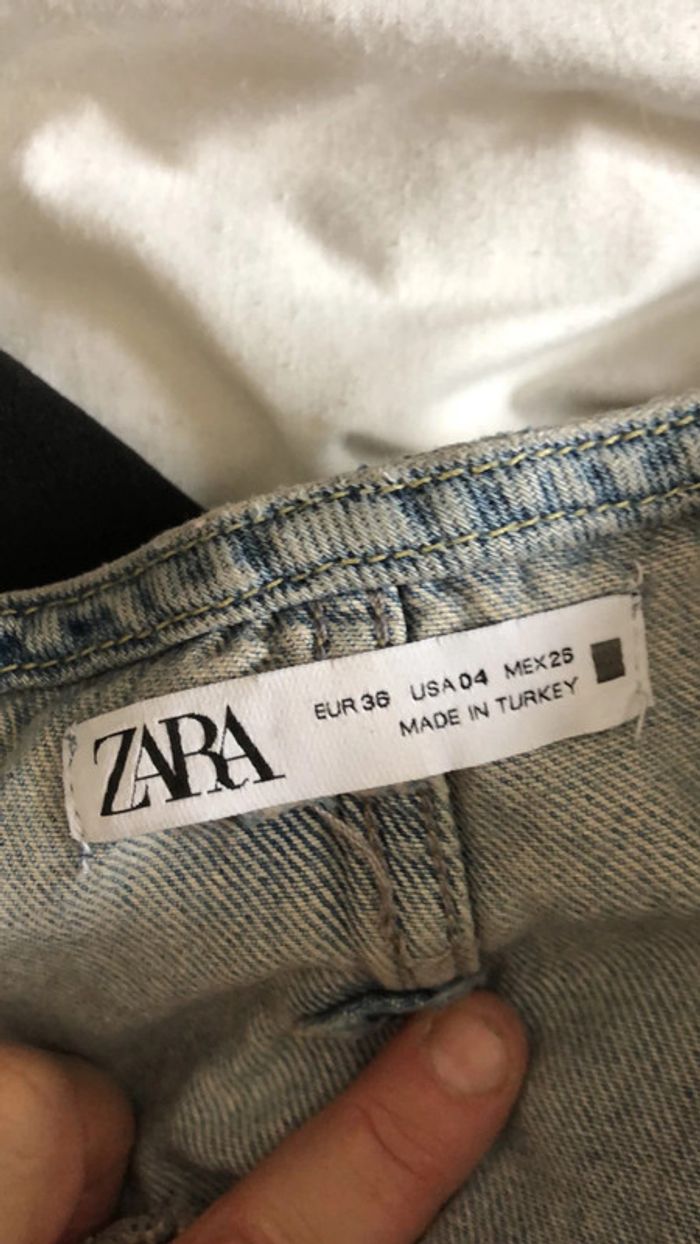 ZARA
EUR 36 USA 04 MEX 26
MADE IN TURKEY